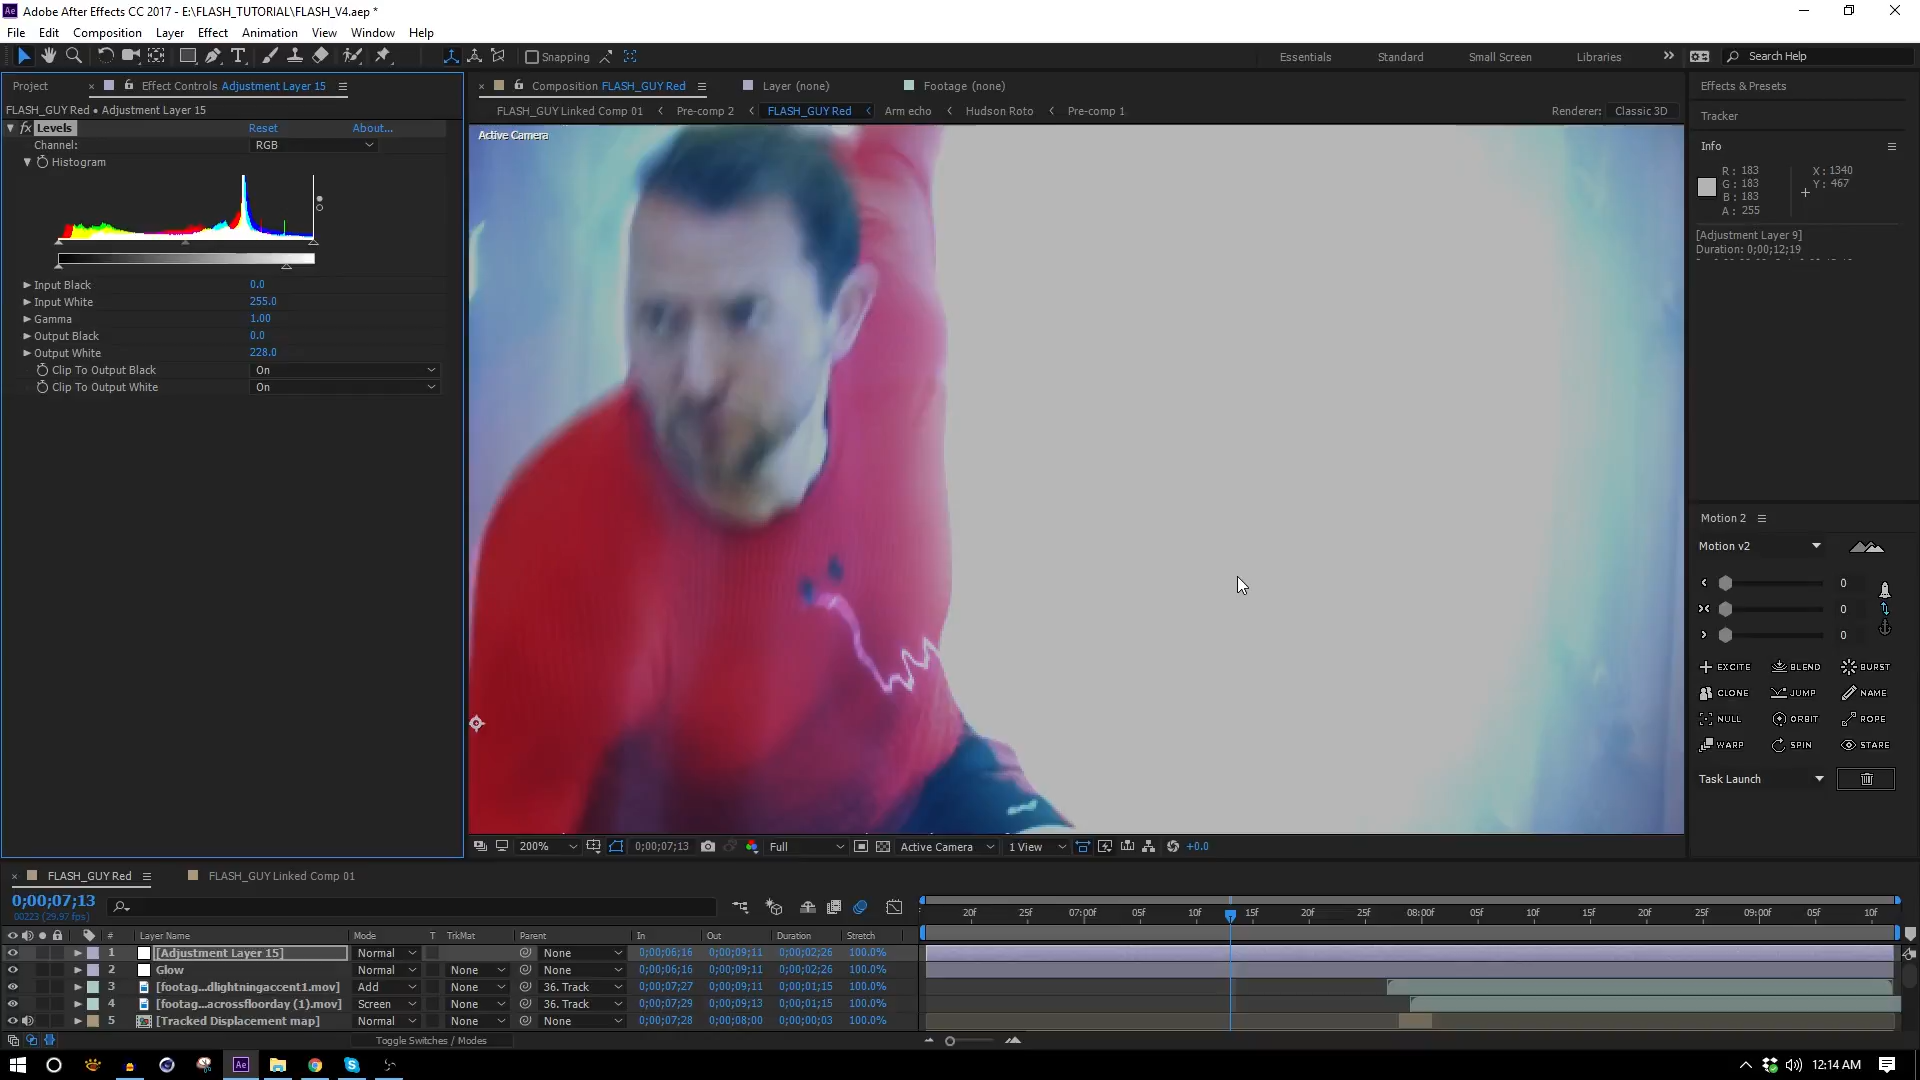 Adobe After Effects CC 2017 - E:\FLASH_TUTORIAL\FLASH_V4.aep *
File Edit Composition Layer Effect Animation View Window Help
Snapping Essentials Standard Small Screen Libraries Search Help
Project Effect Controls Adjustment Layer 15 Composition FLASH_GUY Red Layer (none) Footage (none) Effects & Presets
FLASH_GUY Red • Adjustment Layer 15 FLASH_GUY Linked Comp 01 Pre-comp 2 FLASH_GUY Red Arm echo Hudson Roto Pre-comp 1 Renderer: Classic 3D Tracker
fx Levels Reset About... Active Camera
Channel: RGB Info
Histogram
R: 183 X: 1340
G: 183 Y: 467
B: 183
A: 255
[Adjustment Layer 9]
Duration: 0;00;12;19
Input Black 0.0
Input White 255.0
Gamma 1.00
Output Black 0.0
Output White 228.0
Clip To Output Black On
Clip To Output White On
Motion 2
Motion v2
0
0
0
EXCITE BLEND BURST
CLONE JUMP NAME
NULL ORBIT ROPE
WARP SPIN STARE
Task Launch
200% 0;00;07;13 Full Active Camera 1 View +0.0
FLASH_GUY Red FLASH_GUY Linked Comp 01
0;00;07;13
00223 (29.97 fps)
20f 25f 07:00f 05f 10f 15f 20f 25f 08:00f 05f 10f 15f 20f 25f 09:00f 05f 10f
# Layer Name Mode T TrkMat Parent In Out Duration Stretch
1 [Adjustment Layer 15] Normal None 0;00;06;16 0;00;09;11 0;00;02;26 100.0%
2 Glow Normal None None 0;00;06;16 0;00;09;11 0;00;02;26 100.0%
3 [footag...dlightningaccent1.mov] Add None 36. Track 0;00;07;27 0;00;09;11 0;00;01;15 100.0%
4 [footag...acrossfloorday (1).mov] Screen None 36. Track 0;00;07;29 0;00;09;13 0;00;01;15 100.0%
5 [Tracked Displacement map] Normal None None 0;00;07;28 0;00;08;00 0;00;00;03 100.0%
Toggle Switches / Modes
Ae 12:14 AM